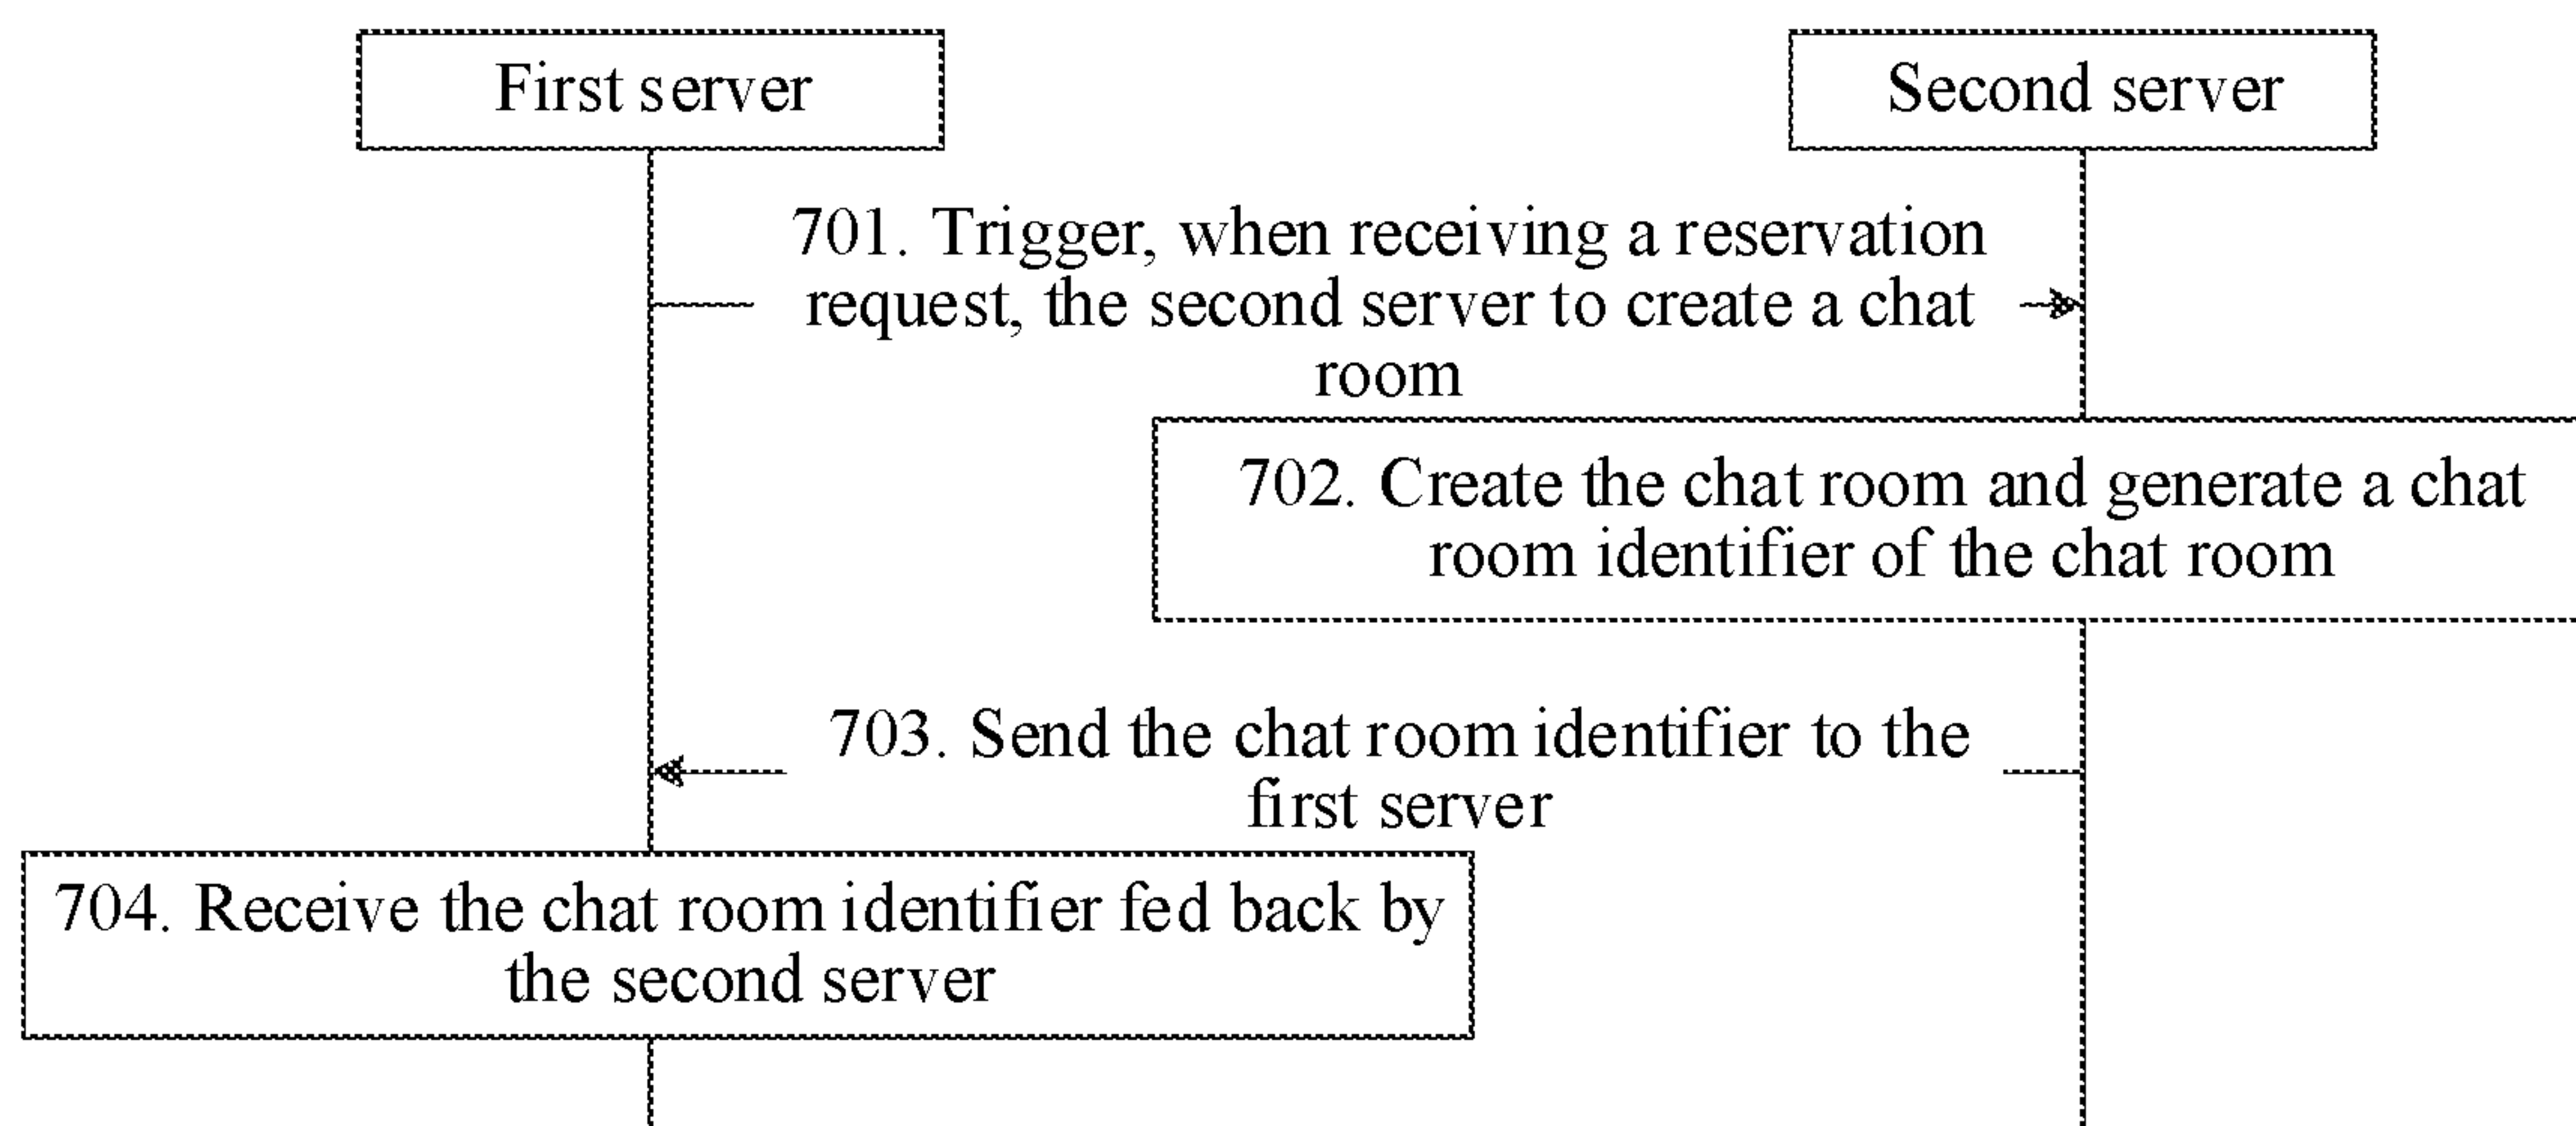 First server
Second server
701. Trigger, when receiving a reservation
request, the second server to create a chat
room
702. Create the chat room and generate a chat
room identifier of the chat room
703. Send the chat room identifier to the
first server
704. Receive the chat room identifier fed back by
the second server